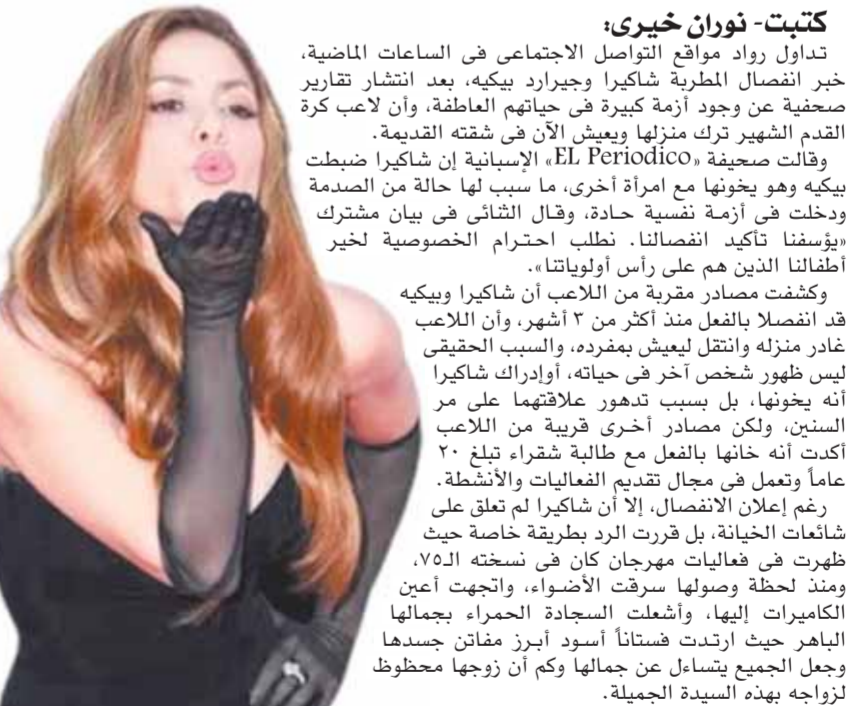 كتبت- نوران خيرى:
تداول رواد مواقع التواصل الاجتماعى فى الساعات الماضية،
خبر انفصال المطربة شاكيرا وجيرارد بيكيه، بعد انتشار تقارير
صحفية عن وجود أزمة كبيرة فى حياتهم العاطفة، وأن لاعب كرة
القدم الشهير ترك منزلها ويعيش الآن فى شقته القديمة.
وقالت صحيفة «EL Periodico» الإسبانية إن شاكيرا ضبطت
بيكيه وهو يخونها مع امرأة أخرى، ما سبب لها حالة من الصدمة
ودخلت فى أزمة نفسية حادة، وقال الثنائى فى بيان مشترك
«يؤسفنا تأكيد انفصالنا. نطلب احترام الخصوصية لخير
أطفالنا الذين هم على رأس أولوياتنا».
وكشفت مصادر مقربة من اللاعب أن شاكيرا وبيكيه
قد انفصلا بالفعل منذ أكثر من ٣ أشهر، وأن اللاعب
غادر منزله وانتقل ليعيش بمفرده، والسبب الحقيقى
ليس ظهور شخص آخر فى حياته، أوإدراك شاكيرا
أنه يخونها، بل بسبب تدهور علاقتهما على مر
السنين، ولكن مصادر أخرى قريبة من اللاعب
أكدت أنه خانها بالفعل مع طالبة شقراء تبلغ ٢٠
عاماً وتعمل فى مجال تقديم الفعاليات والأنشطة.
رغم إعلان الانفصال، إلا أن شاكيرا لم تعلق على
شائعات الخيانة، بل قررت الرد بطريقة خاصة حيث
ظهرت فى فعاليات مهرجان كان فى نسخته الـ٧٥،
ومنذ لحظة وصولها سرقت الأضواء، واتجهت أعين
الكاميرات إليها، وأشعلت السجادة الحمراء بجمالها
الباهر حيث ارتدت فستاناً أسود أبرز مفاتن جسدها
وجعل الجميع يتساءل عن جمالها وكم أن زوجها محظوظ
لزواجه بهذه السيدة الجميلة.